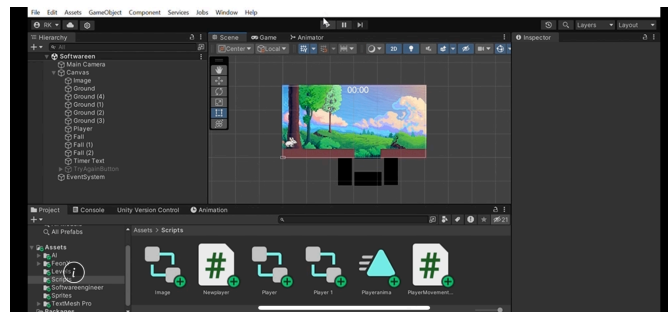 File Edit Assets GameObject Component Services Jobs Window Help
RK
Layers Layout
Hierarchy
All
Softwareen
Main Camera
Canvas
Image
Ground
Ground (4)
Ground (1)
Ground (2)
Ground (3)
Player
Fall
Fall (1)
Fall (2)
Timer Text
TryAgainButton
EventSystem
Scene Game Animator
Center Local 2D
00:00
Inspector
Project Console Unity Version Control Animation
21
All Prefabs
Assets
AI
Levels
Softwareengineer
Sprites
TextMesh Pro
Packages
Assets > Scripts
Image Newplayer Player Player 1 Playeranima PlayerMovement...